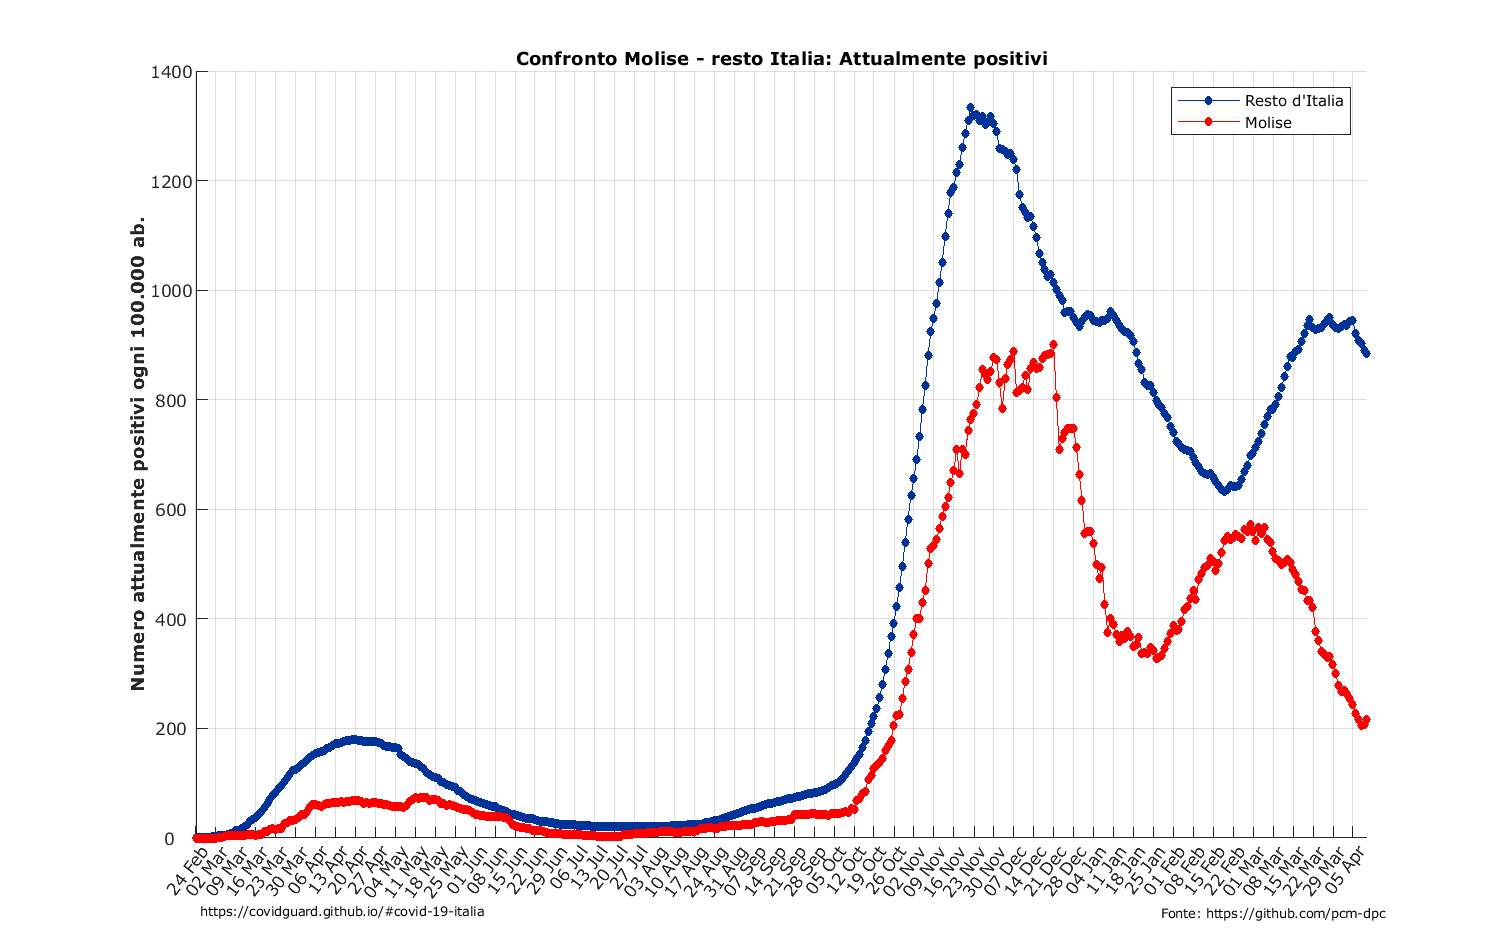 Confronto Molise - resto Italia: Attualmente positivi
Numero attualmente positivi ogni 100.000 ab.
1400
1200
1000
800
600
400
200
0
Resto d'Italia
Molise
24 Feb
02 Mar
09 Mar
16 Mar
23 Mar
30 Mar
06 Apr
13 Apr
20 Apr
27 Apr
04 May
11 May
18 May
25 May
01 Jun
08 Jun
15 Jun
22 Jun
29 Jun
06 Jul
13 Jul
20 Jul
27 Jul
03 Aug
10 Aug
17 Aug
24 Aug
31 Aug
07 Sep
14 Sep
21 Sep
28 Sep
05 Oct
12 Oct
19 Oct
26 Oct
02 Nov
09 Nov
16 Nov
23 Nov
30 Nov
07 Dec
14 Dec
21 Dec
28 Dec
04 Jan
11 Jan
18 Jan
25 Jan
01 Feb
08 Feb
15 Feb
22 Feb
01 Mar
08 Mar
15 Mar
22 Mar
29 Mar
05 Apr
https://covidguard.github.io/#covid-19-italia
Fonte: https://github.com/pcm-dpc